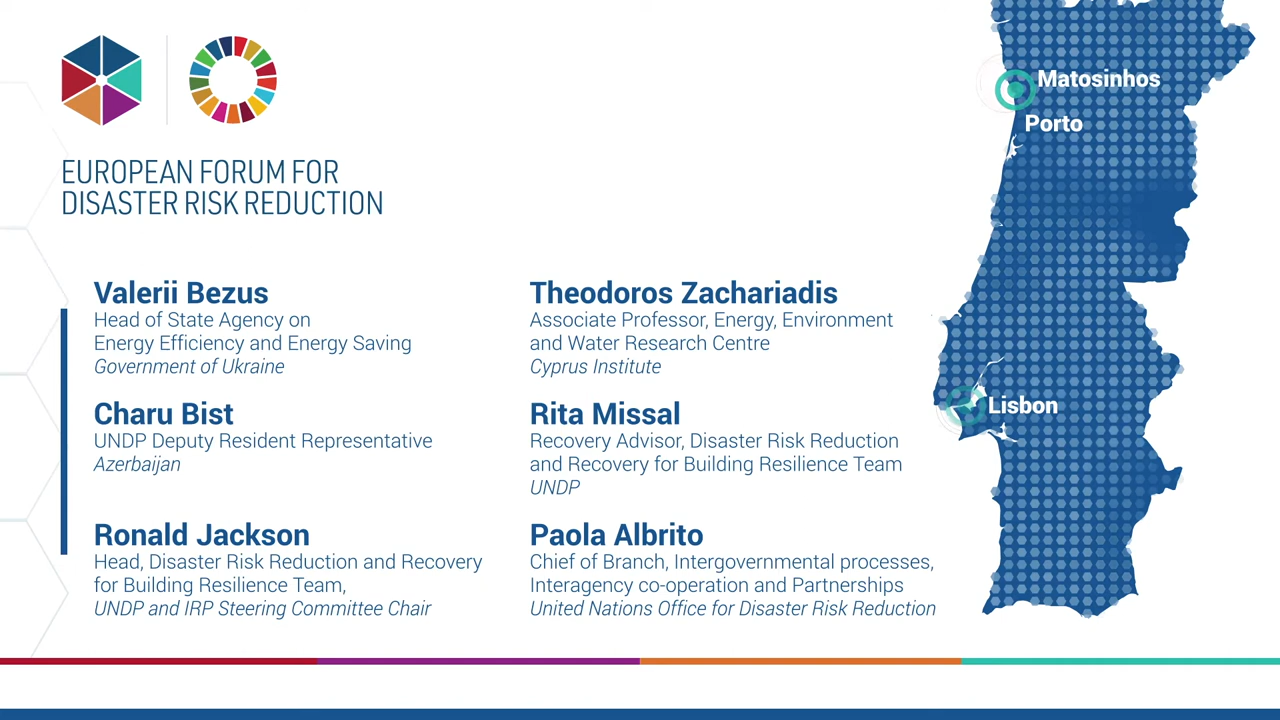 EUROPEAN FORUM FOR
DISASTER RISK REDUCTION
Valerii Bezus
Head of State Agency on
Energy Efficiency and Energy Saving
Government of Ukraine
Charu Bist
UNDP Deputy Resident Representative
Azerbaijan
Ronald Jackson
Head, Disaster Risk Reduction and Recovery
for Building Resilience Team,
UNDP and IRP Steering Committee Chair
Theodoros Zachariadis
Associate Professor, Energy, Environment
and Water Research Centre
Cyprus Institute
Rita Missal
Recovery Advisor, Disaster Risk Reduction
and Recovery for Building Resilience Team
UNDP
Paola Albrito
Chief of Branch, Intergovernmental processes,
Interagency co-operation and Partnerships
United Nations Office for Disaster Risk Reduction
Matosinhos
Porto
Lisbon